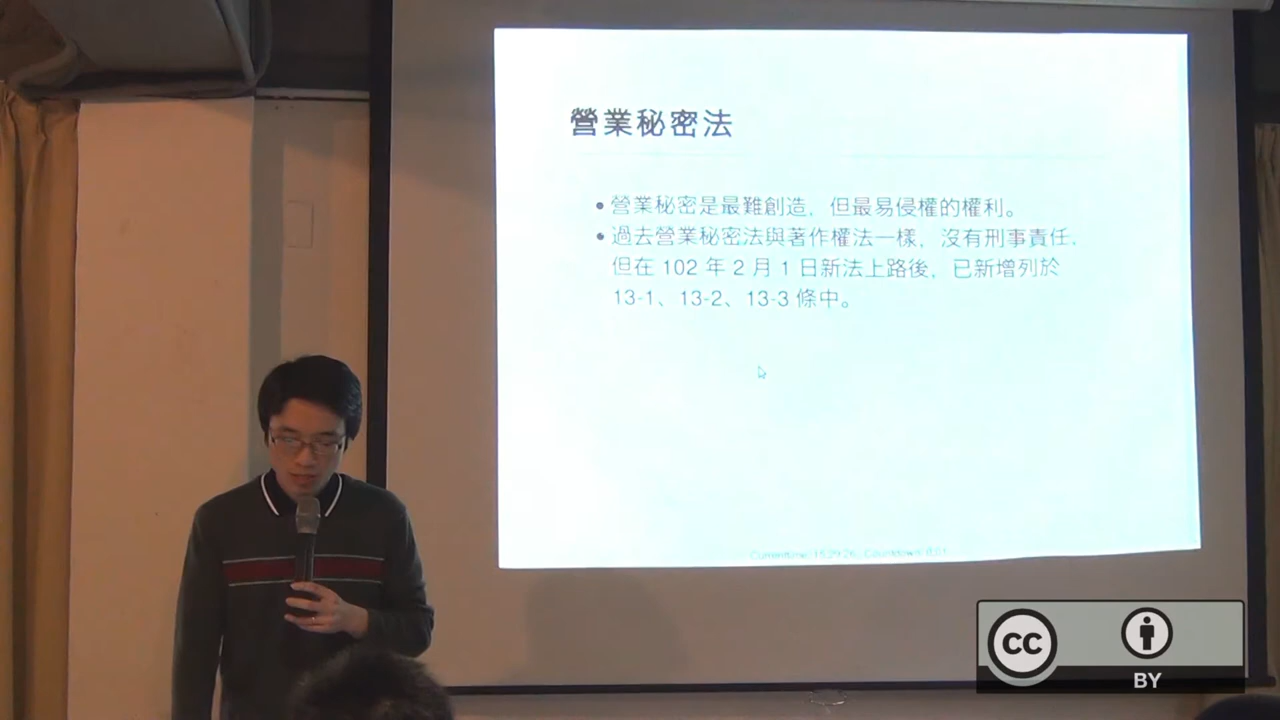 營業秘密法
• 營業秘密是最難創造，但最易侵權的權利。
• 過去營業秘密法與著作權法一樣，沒有刑事責任，
但在 102 年 2 月 1 日新法上路後，已新增列於
13-1、13-2、13-3 條中。
cc
BY